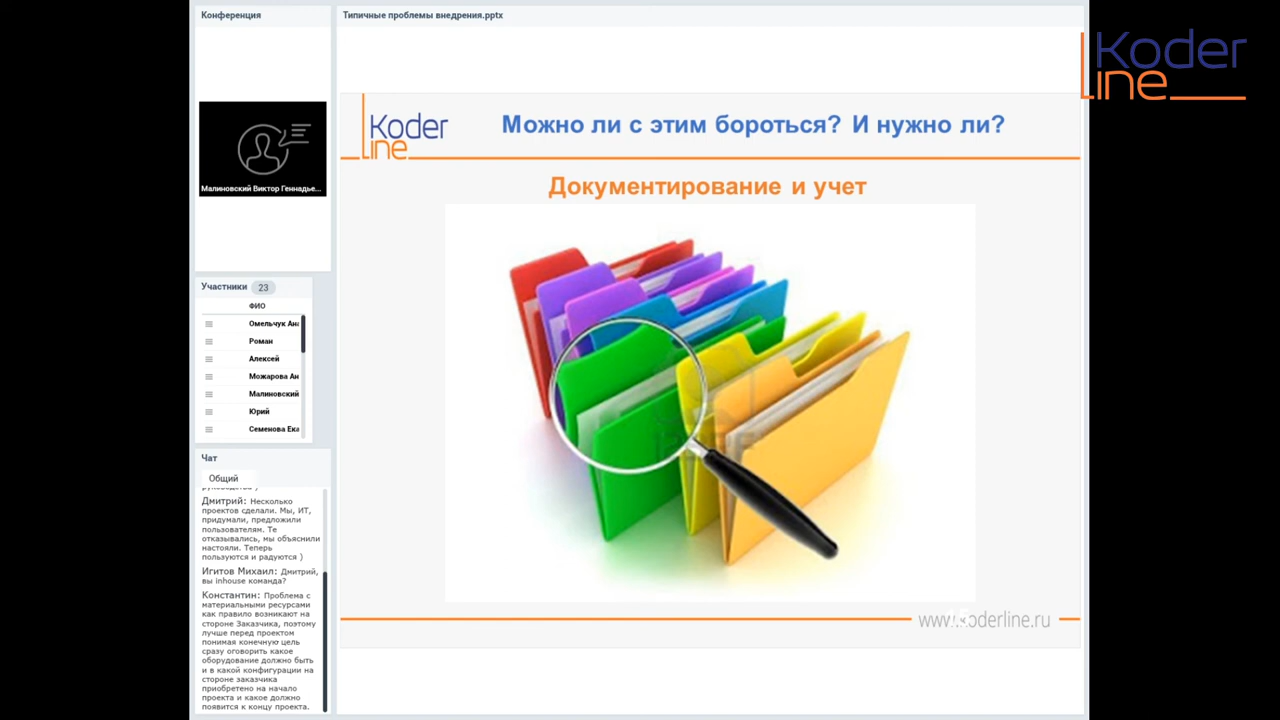 Конференция
Типичные проблемы внедрения.pptx
Koder
line
Koder
line
Можно ли с этим бороться? И нужно ли?
Документирование и учет
Малиновский Виктор Геннадье...
Участники 23
ФИО
Омельчук Ана
Роман
Алексей
Можарова Ан
Малиновский
Юрий
Семенова Ека
Чат
Общий
Дмитрий: Несколько
проектов сделали. Мы, ИТ,
придумали, предложили
пользователям. Те
отказывались, мы объяснили
настояли. Теперь
пользуются и радуются )
Игитов Михаил: Дмитрий,
вы inhouse команда?
Константин: Проблема с
материальными ресурсами
как правило возникают на
стороне Заказчика, поэтому
лучше перед проектом
понимая конечную цель
сразу оговорить какое
оборудование должно быть
и в какой конфигурации на
стороне заказчика
приобретено на начало
проекта и какое должно
появится к концу проекта.
www.koderline.ru